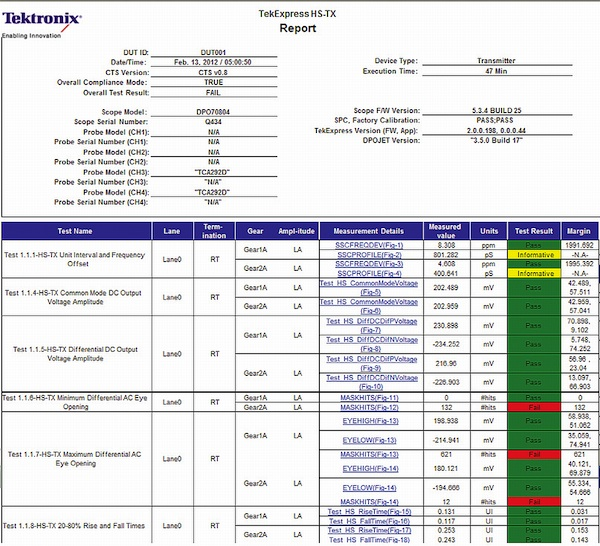 Tektronix
Enabling Innovation
TekExpress HS-TX
Report
DUT ID: DUT001
Date/Time: Feb. 13, 2012 / 05:00:50
CTS Version: CTS v0.8
Overall Compliance Mode: TRUE
Overall Test Result: FAIL
Device Type: Transmitter
Execution Time: 47 Min
Scope Model: DPO70804
Scope Serial Number: Q434
Probe Model (CH1): N/A
Probe Serial Number (CH1): N/A
Probe Model (CH2): N/A
Probe Serial Number (CH2): N/A
Probe Model (CH3): "TCA292D"
Probe Serial Number (CH3): "N/A"
Probe Model (CH4): "TCA292D"
Probe Serial Number (CH4): "N/A"
Scope F/W Version: 5.3.4 BUILD 25
SPC, Factory Calibration: PASS;PASS
TekExpress Version (FW, App): 2.0.0.198, 0.0.0.44
DPOJET Version: "3.5.0 Build 17"
Test Name Lane Term-ination Gear Ampl-itude Measurement Details Measured value Units Test Result Margin
Test 1.1.1-HS-TX Unit Interval and Frequency Offset Lane0 RT
Gear1A LA SSCFREQDEV(Fig-1) 8.308 ppm Pass 1991.692
SSCPROFILE(Fig-2) 801.282 pS Informative -N.A-
Gear2A LA SSCFREQDEV(Fig-3) 4.608 ppm Pass 1995.392
SSCPROFILE(Fig-4) 400.641 pS Informative -N.A-
Test 1.1.4-HS-TX Common Mode DC Output Voltage Amplitude Lane0 RT
Gear1A LA Test_HS_CommonModeVoltage (Fig-5) 202.489 mV Pass 42.489, 57.511
Gear2A LA Test_HS_CommonModeVoltage (Fig-6) 202.959 mV Pass 42.959, 57.041
Test 1.1.5-HS-TX Differential DC Output Voltage Amplitude Lane0 RT
Gear1A LA Test_HS_DiffDCDifPVoltage (Fig-7) 230.898 mV Pass 70.898, 9.102
Test_HS_DiffDCDifNVoltage (Fig-8) -234.252 mV Pass 5.748, 74.252
Gear2A LA Test_HS_DiffDCDifPVoltage (Fig-9) 216.96 mV Pass 56.96, 23.04
Test_HS_DiffDCDifNVoltage (Fig-10) -226.903 mV Pass 13.097, 66.903
Test 1.1.6-HS-TX Minimum Differential AC Eye Opening Lane0 RT
Gear1A LA MASKHITS(Fig-11) 0 #hits Pass 0
Gear2A LA MASKHITS(Fig-12) 132 #hits Fail 132
Test 1.1.7-HS-TX Maximum Differential AC Eye Opening Lane0 RT
Gear1A LA EYEHIGH(Fig-13) 198.938 mV Pass 58.938, 51.062
EYELOW(Fig-13) -214.941 mV Pass 35.059, 74.941
MASKHITS(Fig-13) 621 #hits Fail 621
Gear2A LA EYEHIGH(Fig-14) 180.121 mV Pass 40.121, 69.879
EYELOW(Fig-14) -194.666 mV Pass 55.334, 54.666
MASKHITS(Fig-14) 12 #hits Fail 12
Test 1.1.8-HS-TX 20-80% Rise and Fall Times Lane0 RT
Gear1A LA Test_HS_RiseTime(Fig-15) 0.131 UI Pass 0.031
Test_HS_FallTime(Fig-16) 0.117 UI Pass 0.017
Gear2A LA Test_HS_RiseTime(Fig-17) 0.253 UI Pass 0.153
Test_HS_FallTime(Fig-18) 0.243 UI Pass 0.143